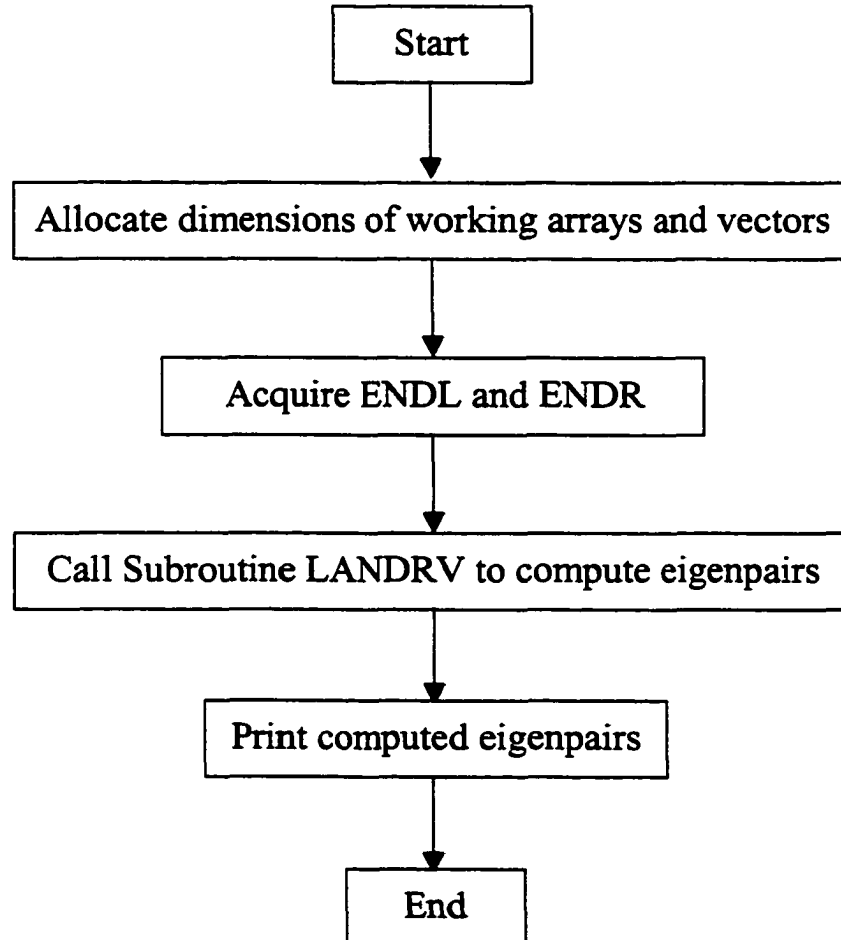 Start
Allocate dimensions of working arrays and vectors
Acquire ENDL and ENDR
Call Subroutine LANDRV to compute eigenpairs
Print computed eigenpairs
End